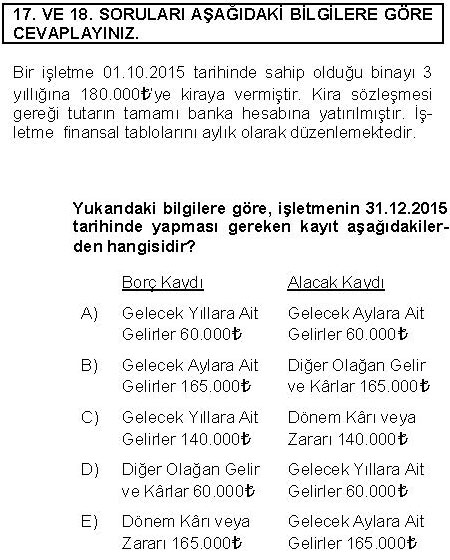 17. VE 18. SORULARI AŞAĞIDAKİ BİLGİLERE GÖRE
CEVAPLAYINIZ.
Bir işletme 01.10.2015 tarihinde sahip olduğu binayı 3
yıllığına 180.000₺'ye kiraya vermiştir. Kira sözleşmesi
gereği tutarın tamamı banka hesabına yatırılmıştır. İş-
letme finansal tablolarını aylık olarak düzenlemektedir.
Yukarıdaki bilgilere göre, işletmenin 31.12.2015
tarihinde yapması gereken kayıt aşağıdakiler-
den hangisidir?
Borç Kaydı Alacak Kaydı
A) Gelecek Yıllara Ait Gelecek Aylara Ait
Gelirler 60.000₺ Gelirler 60.000₺
B) Gelecek Aylara Ait Diğer Olağan Gelir
Gelirler 165.000₺ ve Kârlar 165.000₺
C) Gelecek Yıllara Ait Dönem Kârı veya
Gelirler 140.000₺ Zararı 140.000₺
D) Diğer Olağan Gelir Gelecek Yıllara Ait
ve Kârlar 60.000₺ Gelirler 60.000₺
E) Dönem Kârı veya Gelecek Aylara Ait
Zararı 165.000₺ Gelirler 165.000₺